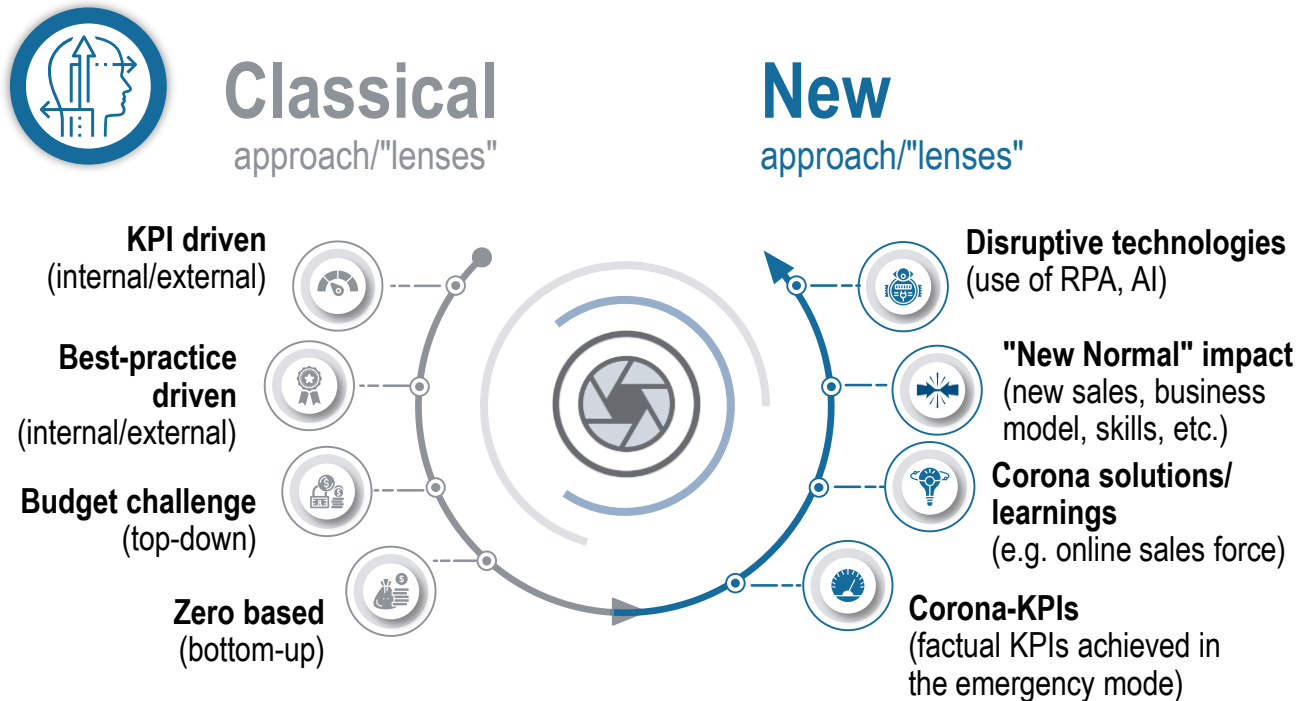 Classical
approach/"lenses"
New
approach/"lenses"
KPI driven
(internal/external)
Best-practice
driven
(internal/external)
Budget challenge
(top-down)
Zero based
(bottom-up)
Disruptive technologies
(use of RPA, AI)
"New Normal" impact
(new sales, business
model, skills, etc.)
Corona solutions/
learnings
(e.g. online sales force)
Corona-KPIs
(factual KPIs achieved in
the emergency mode)